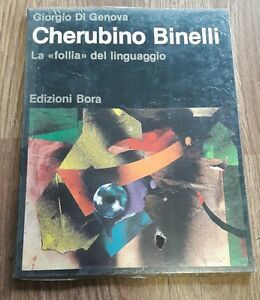 Giorgio Di Genova
Cherubino Binelli
La «follia» del linguaggio
Edizioni Bora